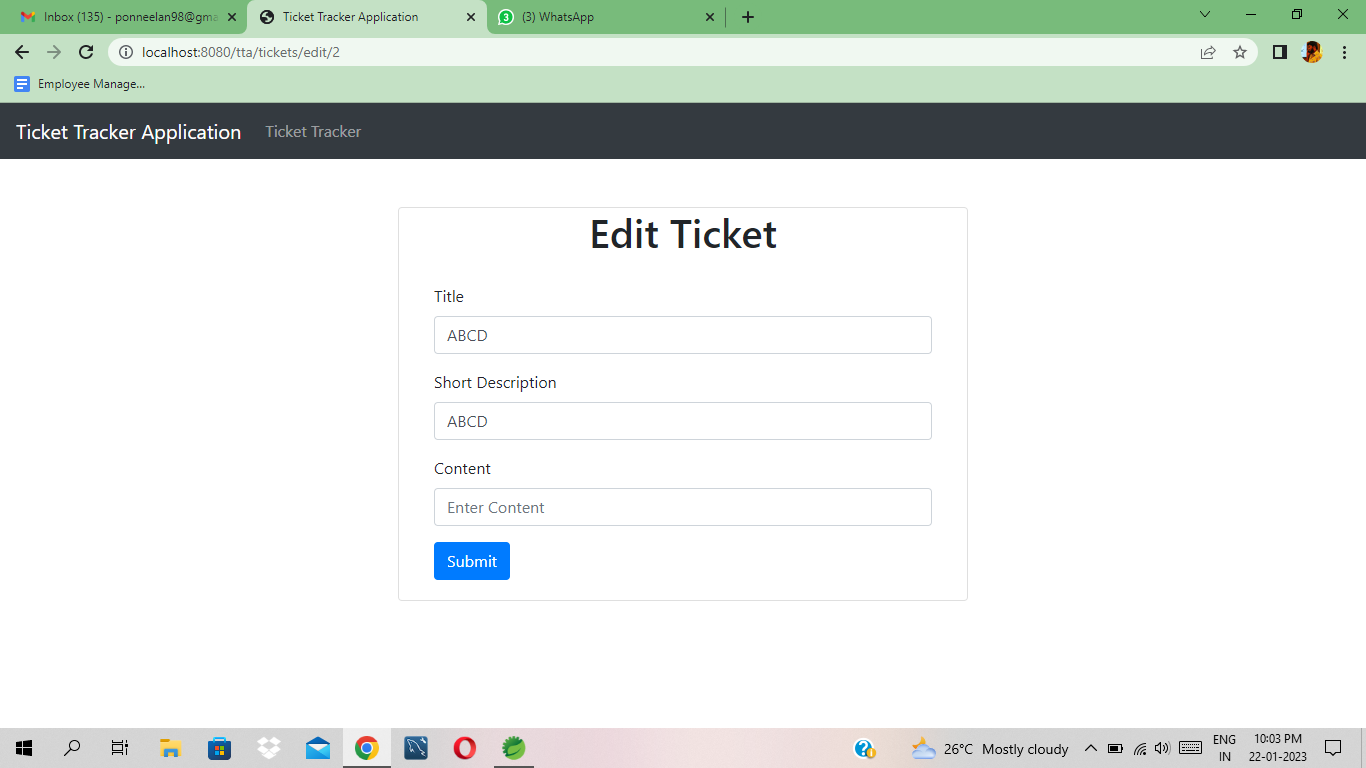 Inbox (135) - ponneelan98@gma
Ticket Tracker Application
3
(3) WhatsApp
localhost:8080/tta/tickets/edit/2
Employee Manage...
Ticket Tracker Application
Ticket Tracker
Edit Ticket
Title
ABCD
Short Description
ABCD
Content
Enter Content
Submit
26°C Mostly cloudy
ENG
IN
10:03 PM
22-01-2023